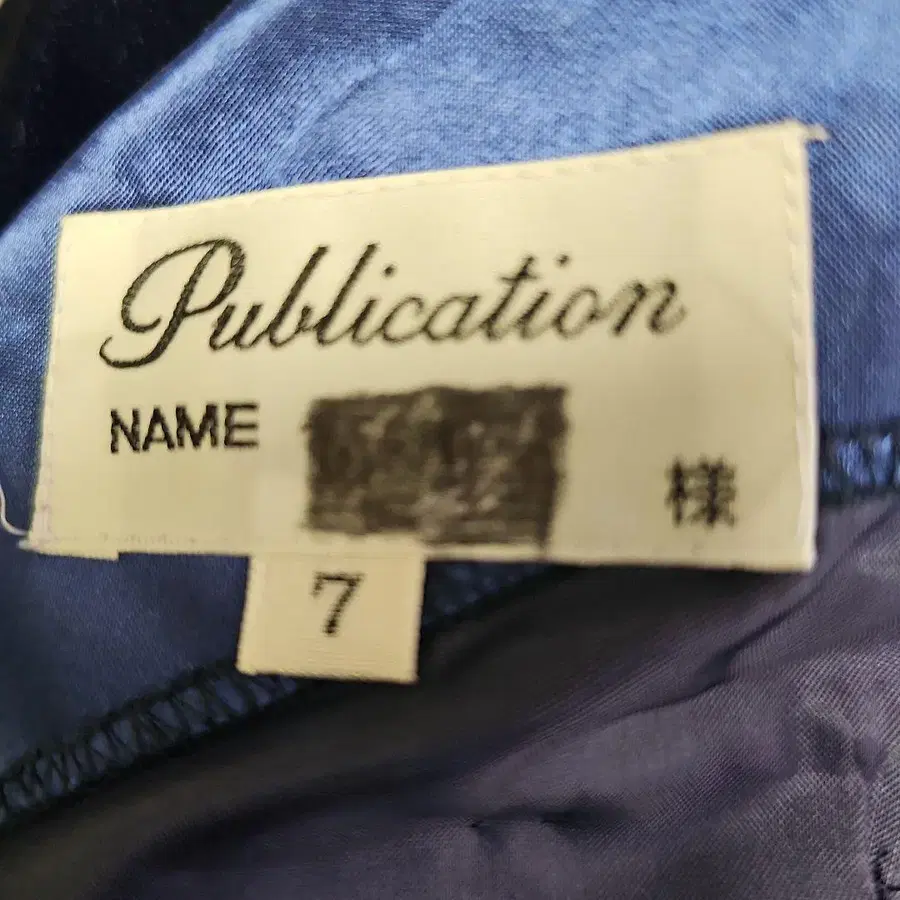 Publication
NAME
様
7